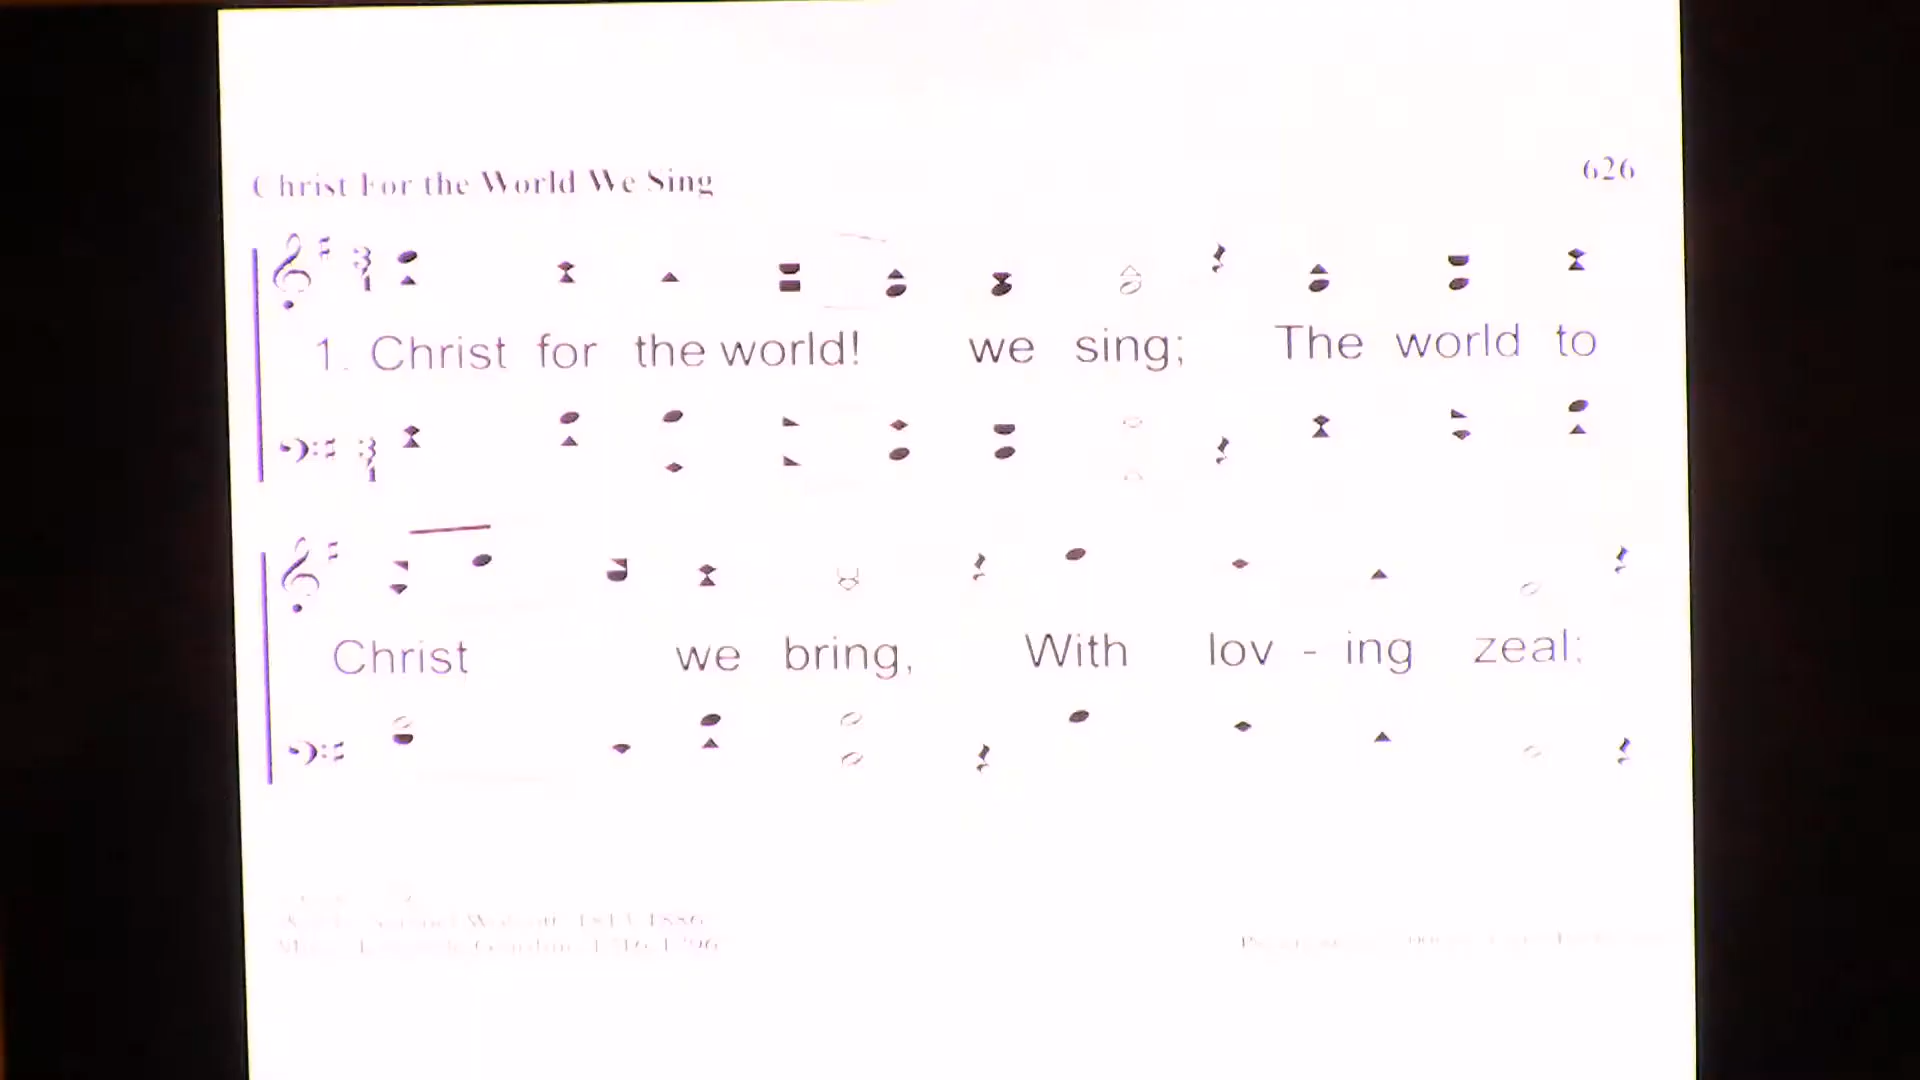 Christ For the World We Sing
626
1. Christ for the world! we sing; The world to
Christ we bring, With lov - ing zeal;